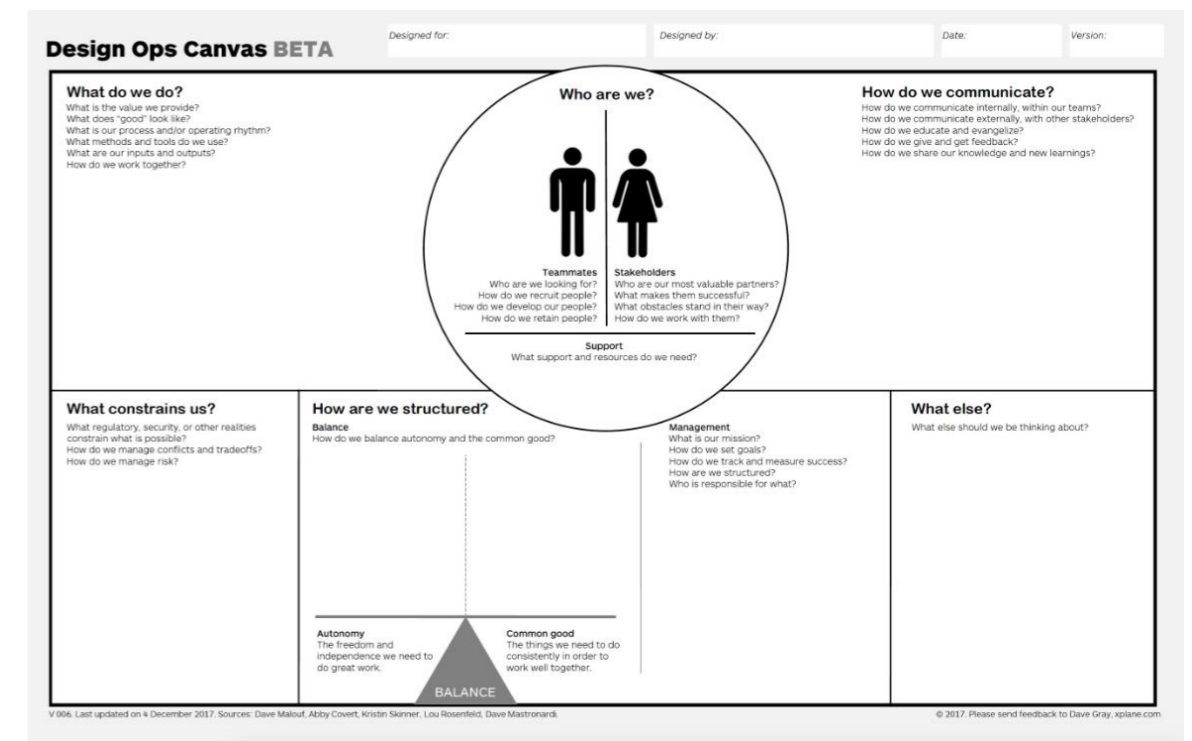 Design Ops Canvas BETA
Designed for:
Designed by:
Date:
Version:
What do we do?
What is the value we provide?
What does "good" look like?
What is our process and/or operating rhythm?
What methods and tools do we use?
What are our inputs and outputs?
How do we work together?
Who are we?
Teammates
Who are we looking for?
How do we recruit people?
How do we develop our people?
How do we retain people?
Stakeholders
Who are our most valuable partners?
What makes them successful?
What obstacles stand in their way?
How do we work with them?
Support
What support and resources do we need?
How do we communicate?
How do we communicate internally, within our teams?
How do we communicate externally, with other stakeholders?
How do we educate and evangelize?
How do we give and get feedback?
How do we share our knowledge and new learnings?
What constrains us?
What regulatory, security, or other realities
constrain what is possible?
How do we manage conflicts and tradeoffs?
How do we manage risk?
How are we structured?
Balance
How do we balance autonomy and the common good?
Autonomy
The freedom and
independence we need to
do great work.
Common good
The things we need to do
consistently in order to
work well together.
BALANCE
Management
What is our mission?
How do we set goals?
How do we track and measure success?
How are we structured?
Who is responsible for what?
What else?
What else should we be thinking about?
V 006. Last updated on 4 December 2017. Sources: Dave Malouf, Abby Covert, Kristin Skinner, Lou Rosenfeld, Dave Mastronardi.
© 2017. Please send feedback to Dave Gray, xplane.com